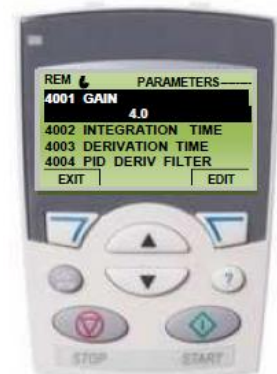 REM PARAMETERS
4001 GAIN
4.0
4002 INTEGRATION TIME
4003 DERIVATION TIME
4004 PID DERIV FILTER
EXIT EDIT
?
STOP START